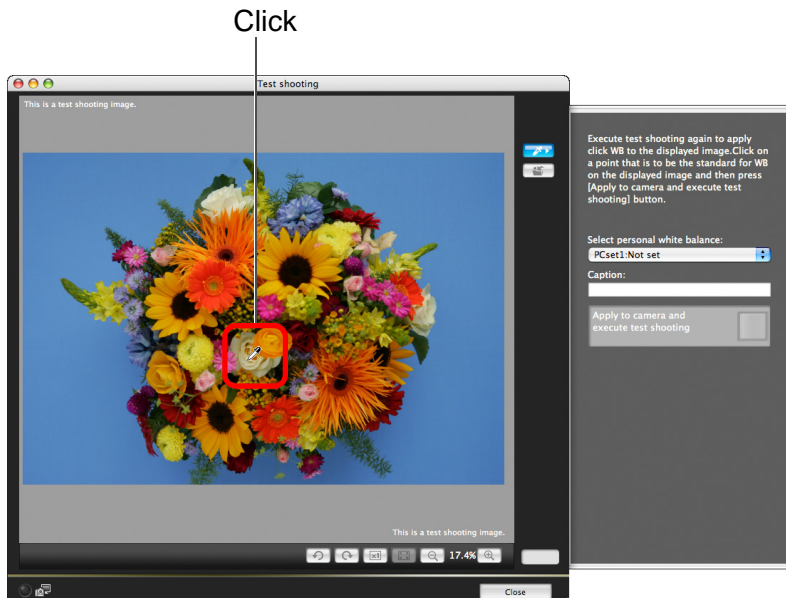 Click
Test shooting
This is a test shooting image.
Execute test shooting again to apply
click WB to the displayed image.Click on
a point that is to be the standard for WB
on the displayed image and then press
[Apply to camera and execute test
shooting] button.
Select personal white balance:
PCset1:Not set
Caption:
Apply to camera and
execute test shooting
This is a test shooting image.
x1
17.4%
Close